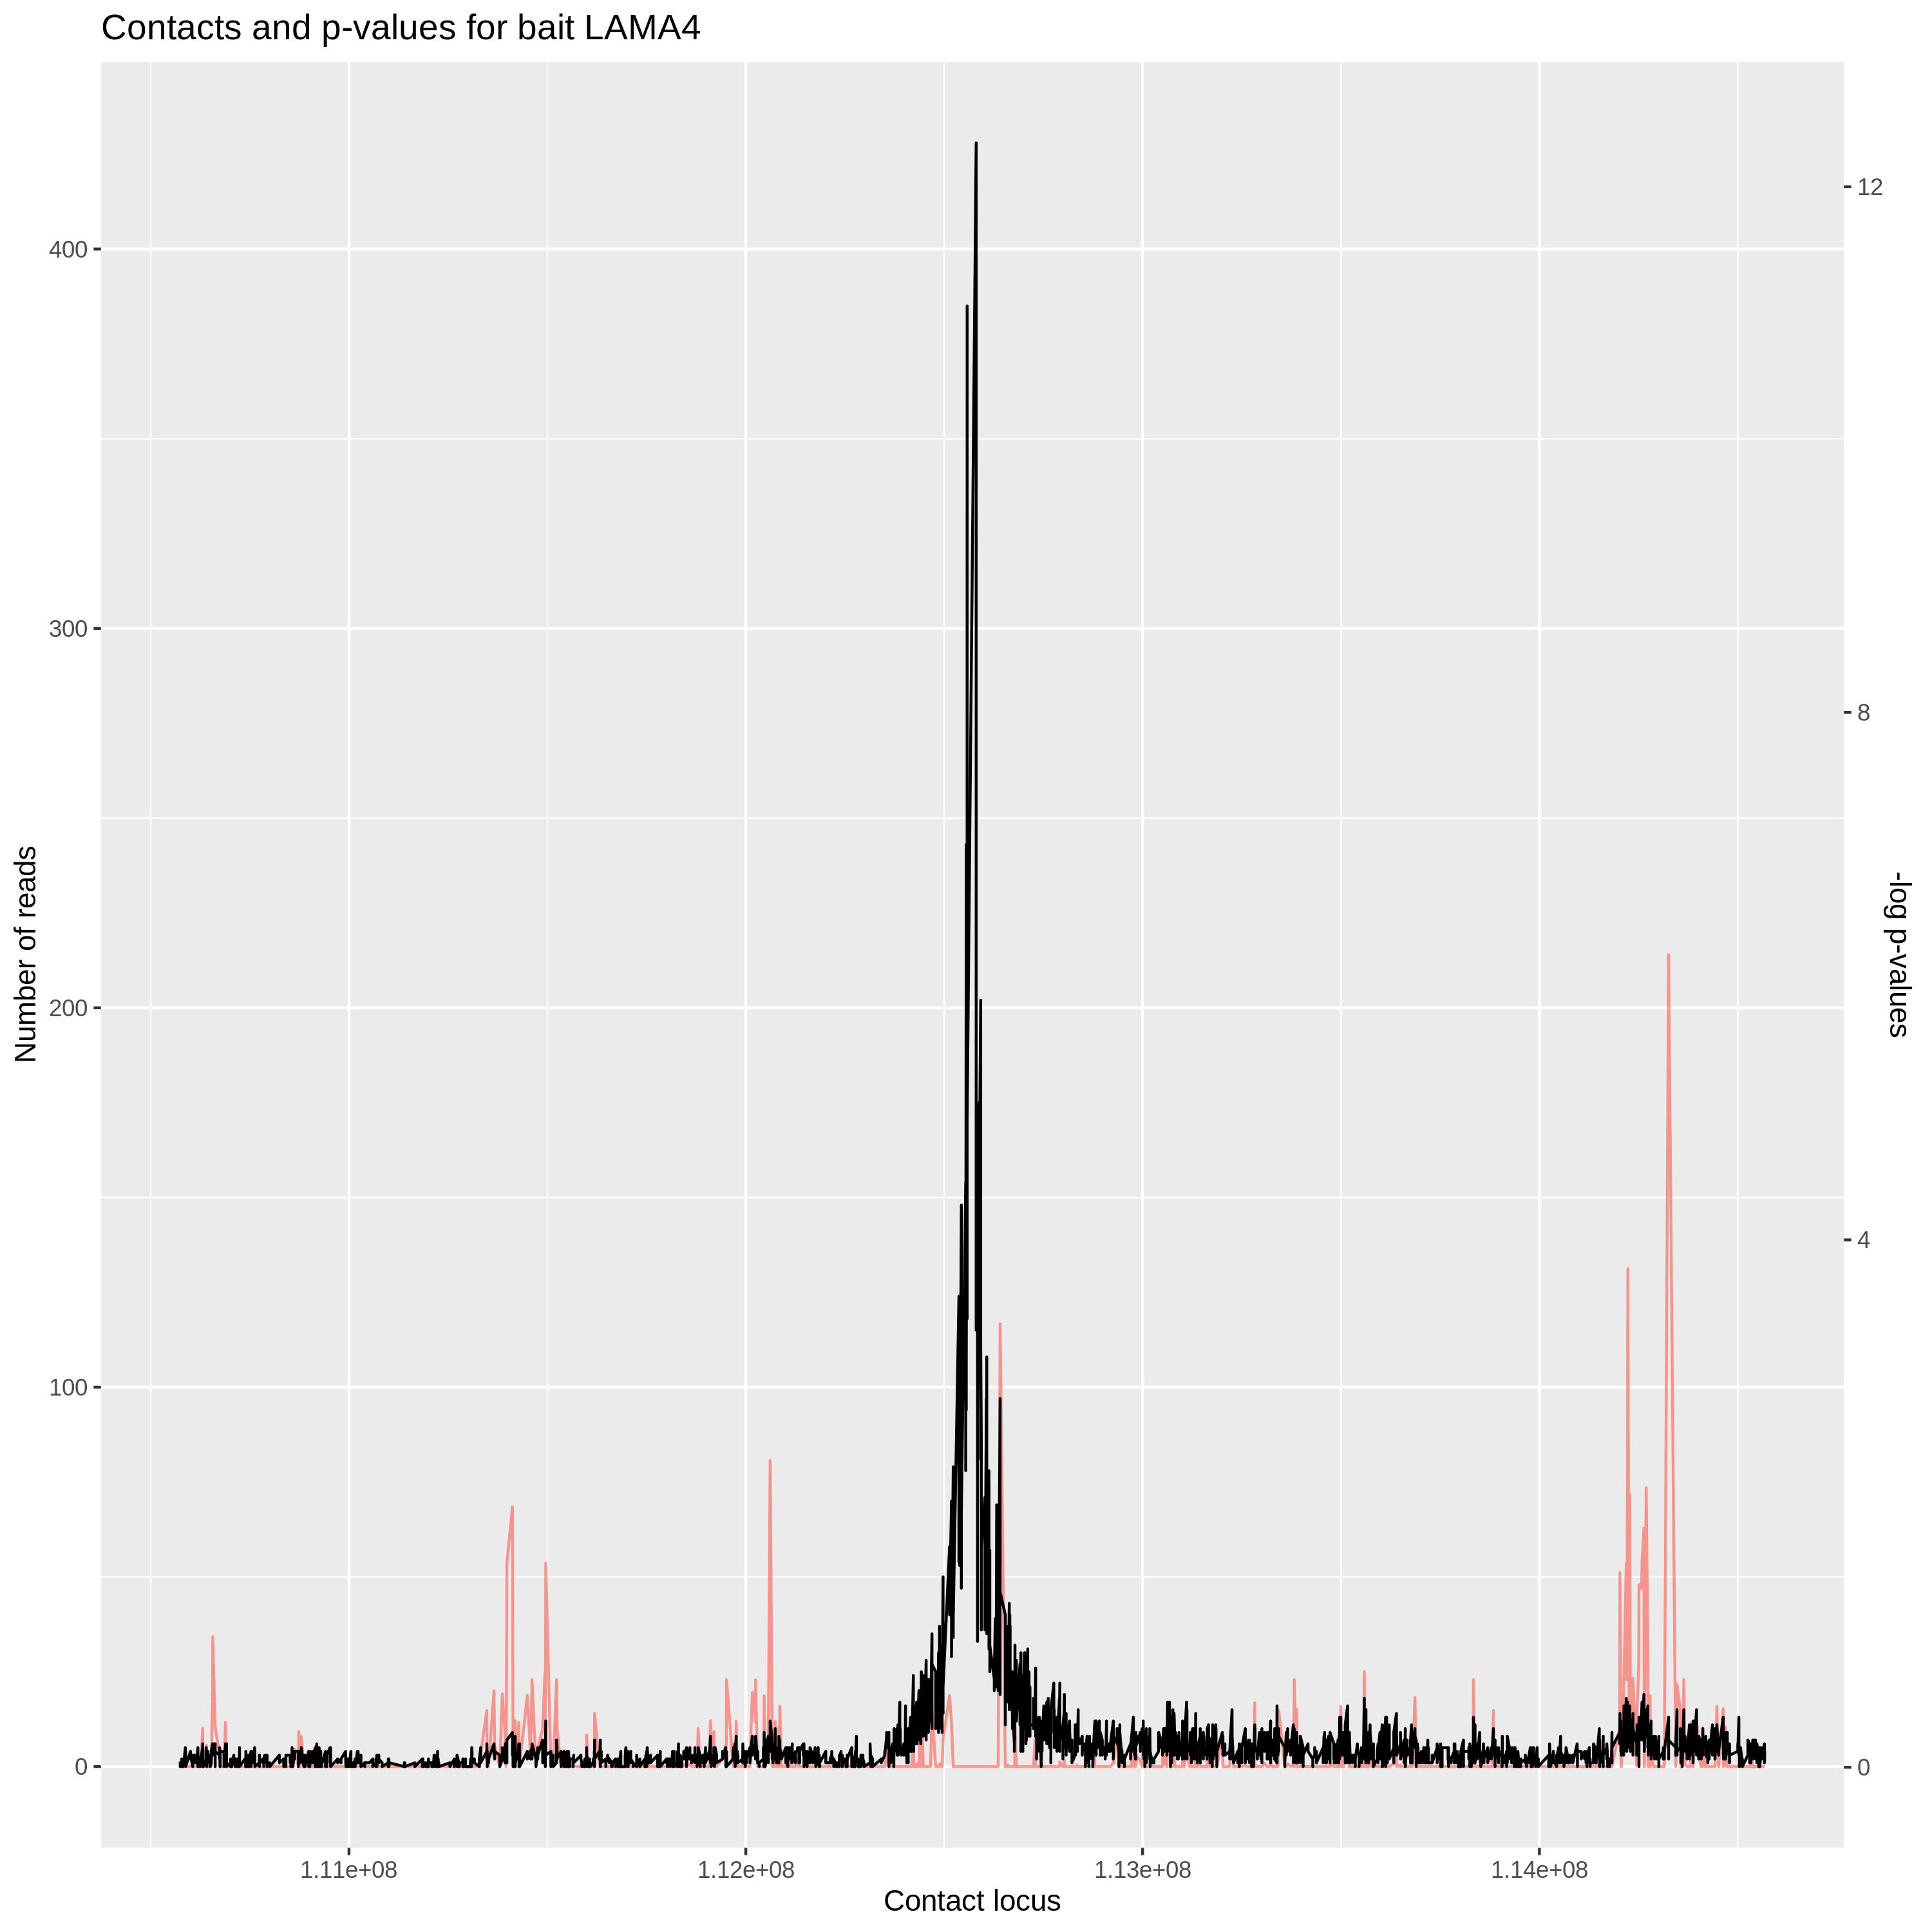 Contacts and p-values for bait LAMA4
Number of reads
400
300
200
100
0
12
8
4
0
-log p-values
1.11e+08
1.12e+08
1.13e+08
1.14e+08
Contact locus